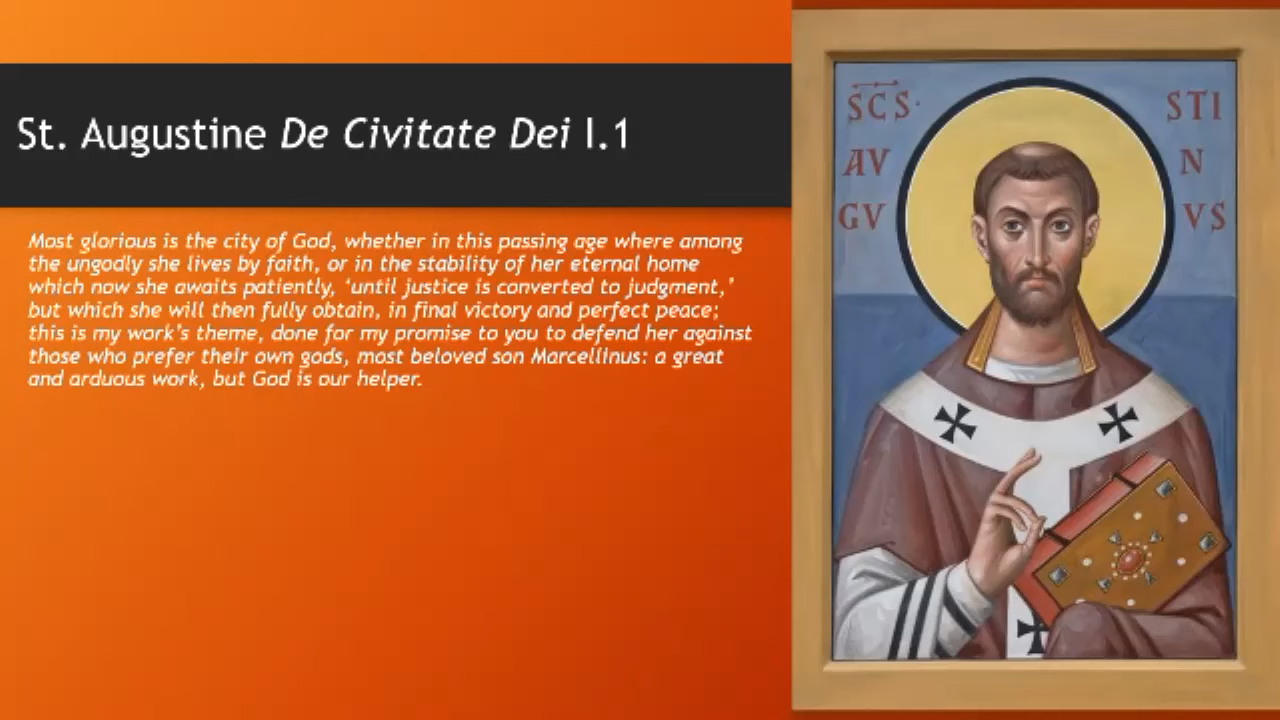 St. Augustine De Civitate Dei I.1
Most glorious is the city of God, whether in this passing age where among
the ungodly she lives by faith, or in the stability of her eternal home
which now she awaits patiently, ‘until justice is converted to judgment,’
but which she will then fully obtain, in final victory and perfect peace;
this is my work’s theme, done for my promise to you to defend her against
those who prefer their own gods, most beloved son Marcellinus: a great
and arduous work, but God is our helper.
SCS·
AV
GV
STI
N
VS